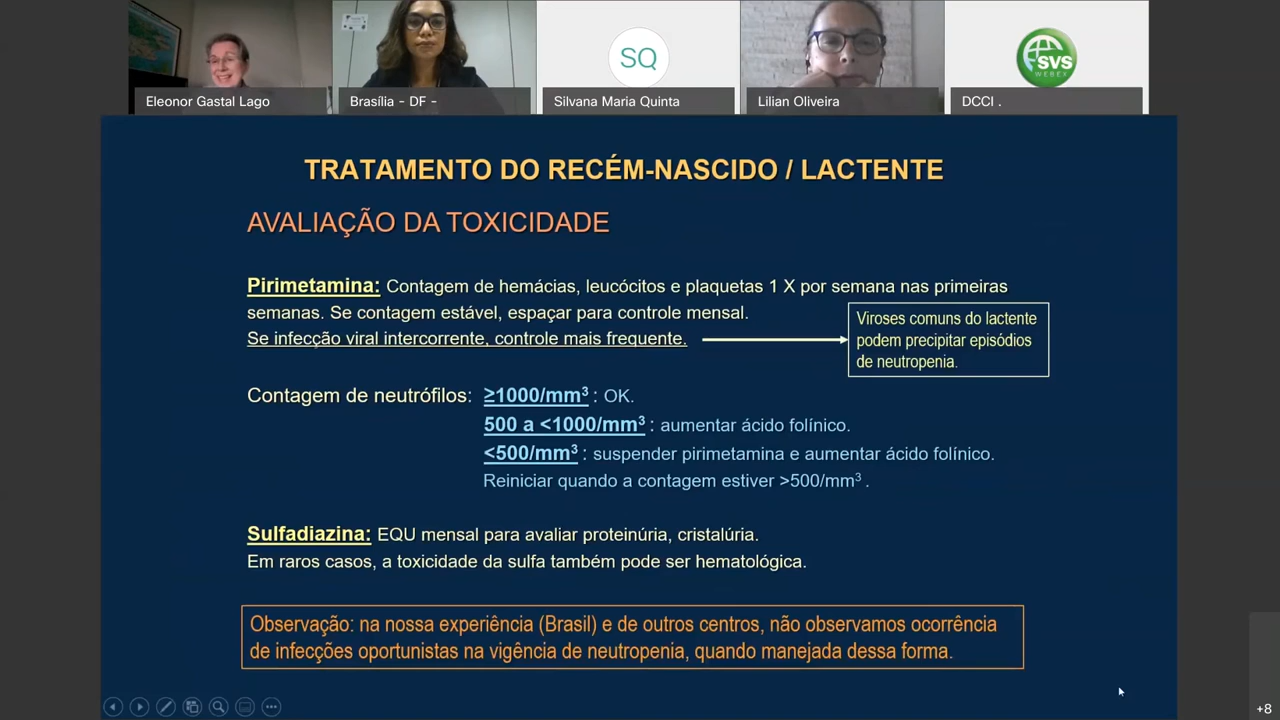 Eleonor Gastal Lago
Brasília - DF -
SQ
Silvana Maria Quinta
Lilian Oliveira
SVS
WEBEX
DCCI .
TRATAMENTO DO RECÉM-NASCIDO / LACTENTE
AVALIAÇÃO DA TOXICIDADE
Pirimetamina: Contagem de hemácias, leucócitos e plaquetas 1 X por semana nas primeiras
semanas. Se contagem estável, espaçar para controle mensal.
Se infecção viral intercorrente, controle mais frequente.
Viroses comuns do lactente
podem precipitar episódios
de neutropenia.
Contagem de neutrófilos: ≥1000/mm³ : OK.
500 a <1000/mm³ : aumentar ácido folínico.
<500/mm³ : suspender pirimetamina e aumentar ácido folínico.
Reiniciar quando a contagem estiver >500/mm³ .
Sulfadiazina: EQU mensal para avaliar proteinúria, cristalúria.
Em raros casos, a toxicidade da sulfa também pode ser hematológica.
Observação: na nossa experiência (Brasil) e de outros centros, não observamos ocorrência
de infecções oportunistas na vigência de neutropenia, quando manejada dessa forma.
+8